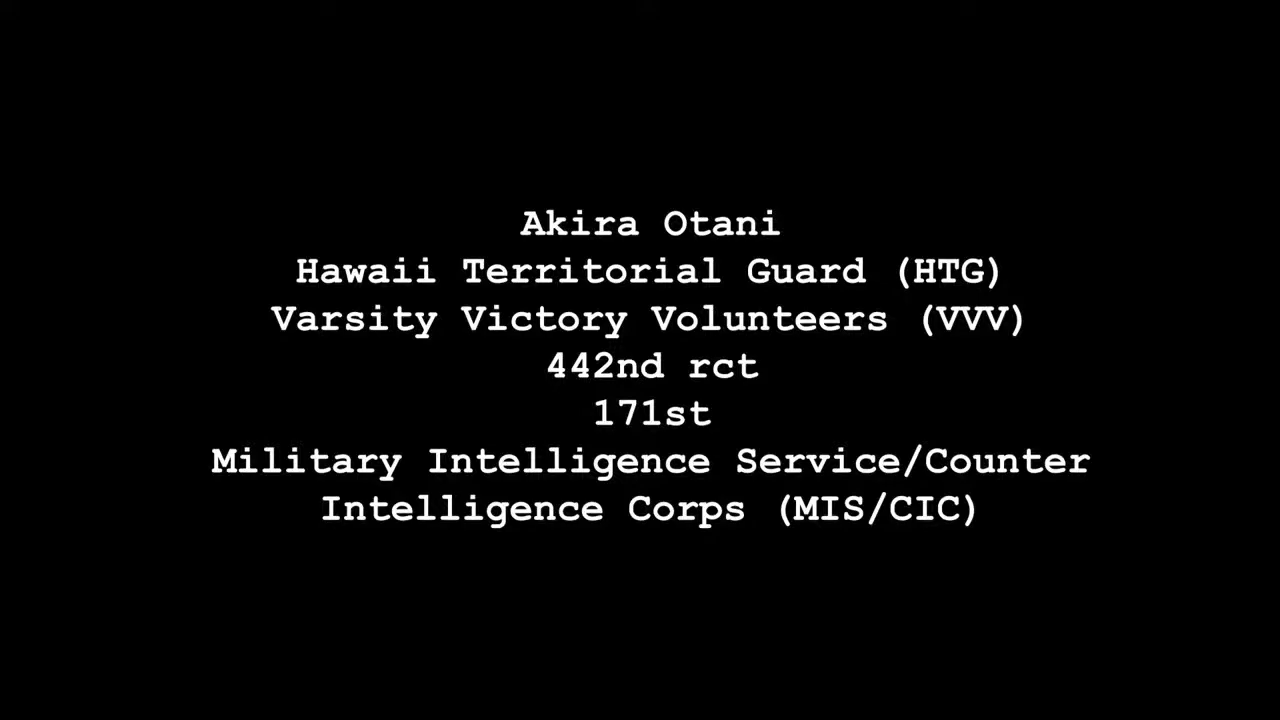 Akira Otani
Hawaii Territorial Guard (HTG)
Varsity Victory Volunteers (VVV)
442nd rct
171st
Military Intelligence Service/Counter
Intelligence Corps (MIS/CIC)